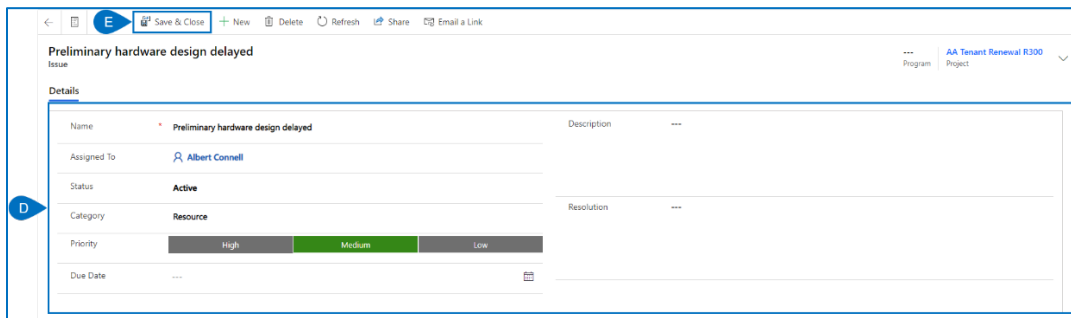 E Save & Close New Delete Refresh Share Email a Link
Preliminary hardware design delayed
Issue
--- AA Tenant Renewal R300
Program Project
Details
Name * Preliminary hardware design delayed
Description ---
Assigned To Albert Connell
Status Active
D
Category Resource
Resolution ---
Priority High Medium Low
Due Date ---